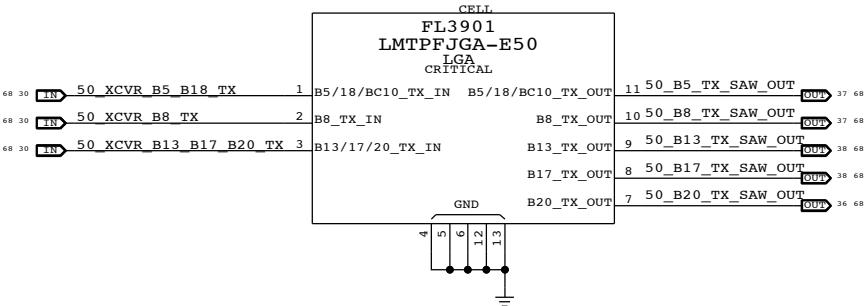 CELL
FL3901
LMTPFJGA-E50
LGA
CRITICAL
68 30 IN 50_XCVR_B5_B18_TX 1 B5/18/BC10_TX_IN B5/18/BC10_TX_OUT 11 50_B5_TX_SAW_OUT OUT 37 68
68 30 IN 50_XCVR_B8_TX 2 B8_TX_IN B8_TX_OUT 10 50_B8_TX_SAW_OUT OUT 37 68
68 30 IN 50_XCVR_B13_B17_B20_TX 3 B13/17/20_TX_IN B13_TX_OUT 9 50_B13_TX_SAW_OUT OUT 38 68
B17_TX_OUT 8 50_B17_TX_SAW_OUT OUT 38 68
B20_TX_OUT 7 50_B20_TX_SAW_OUT OUT 36 68
GND
4 5 6 12 13